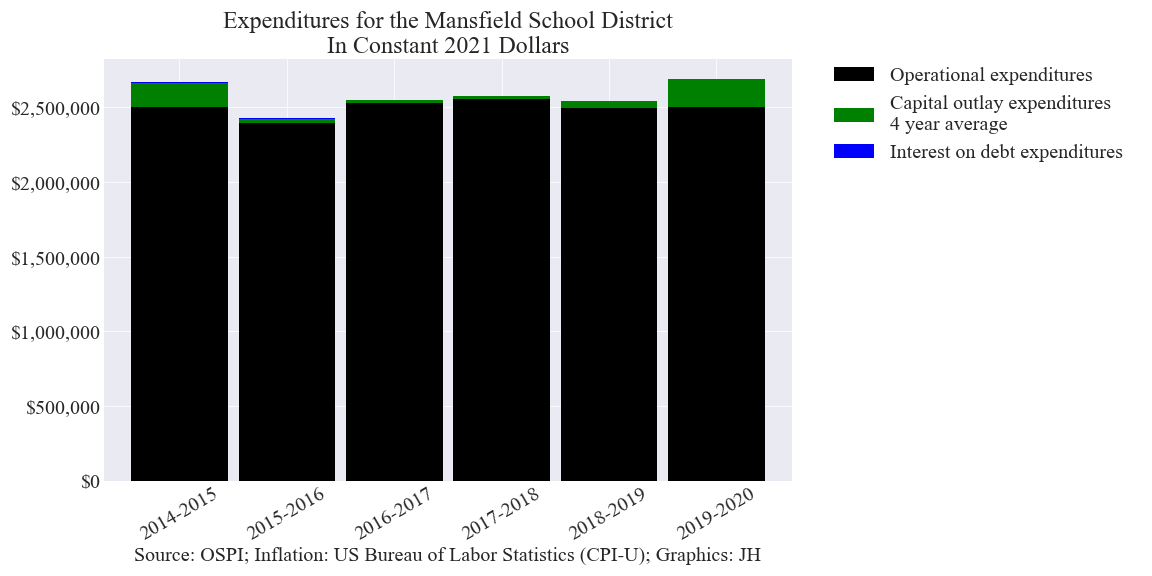 Expenditures for the Mansfield School District
In Constant 2021 Dollars
Operational expenditures
Capital outlay expenditures
4 year average
Interest on debt expenditures
$2,500,000
$2,000,000
$1,500,000
$1,000,000
$500,000
$0
2014-2015
2015-2016
2016-2017
2017-2018
2018-2019
2019-2020
Source: OSPI; Inflation: US Bureau of Labor Statistics (CPI-U); Graphics: JH